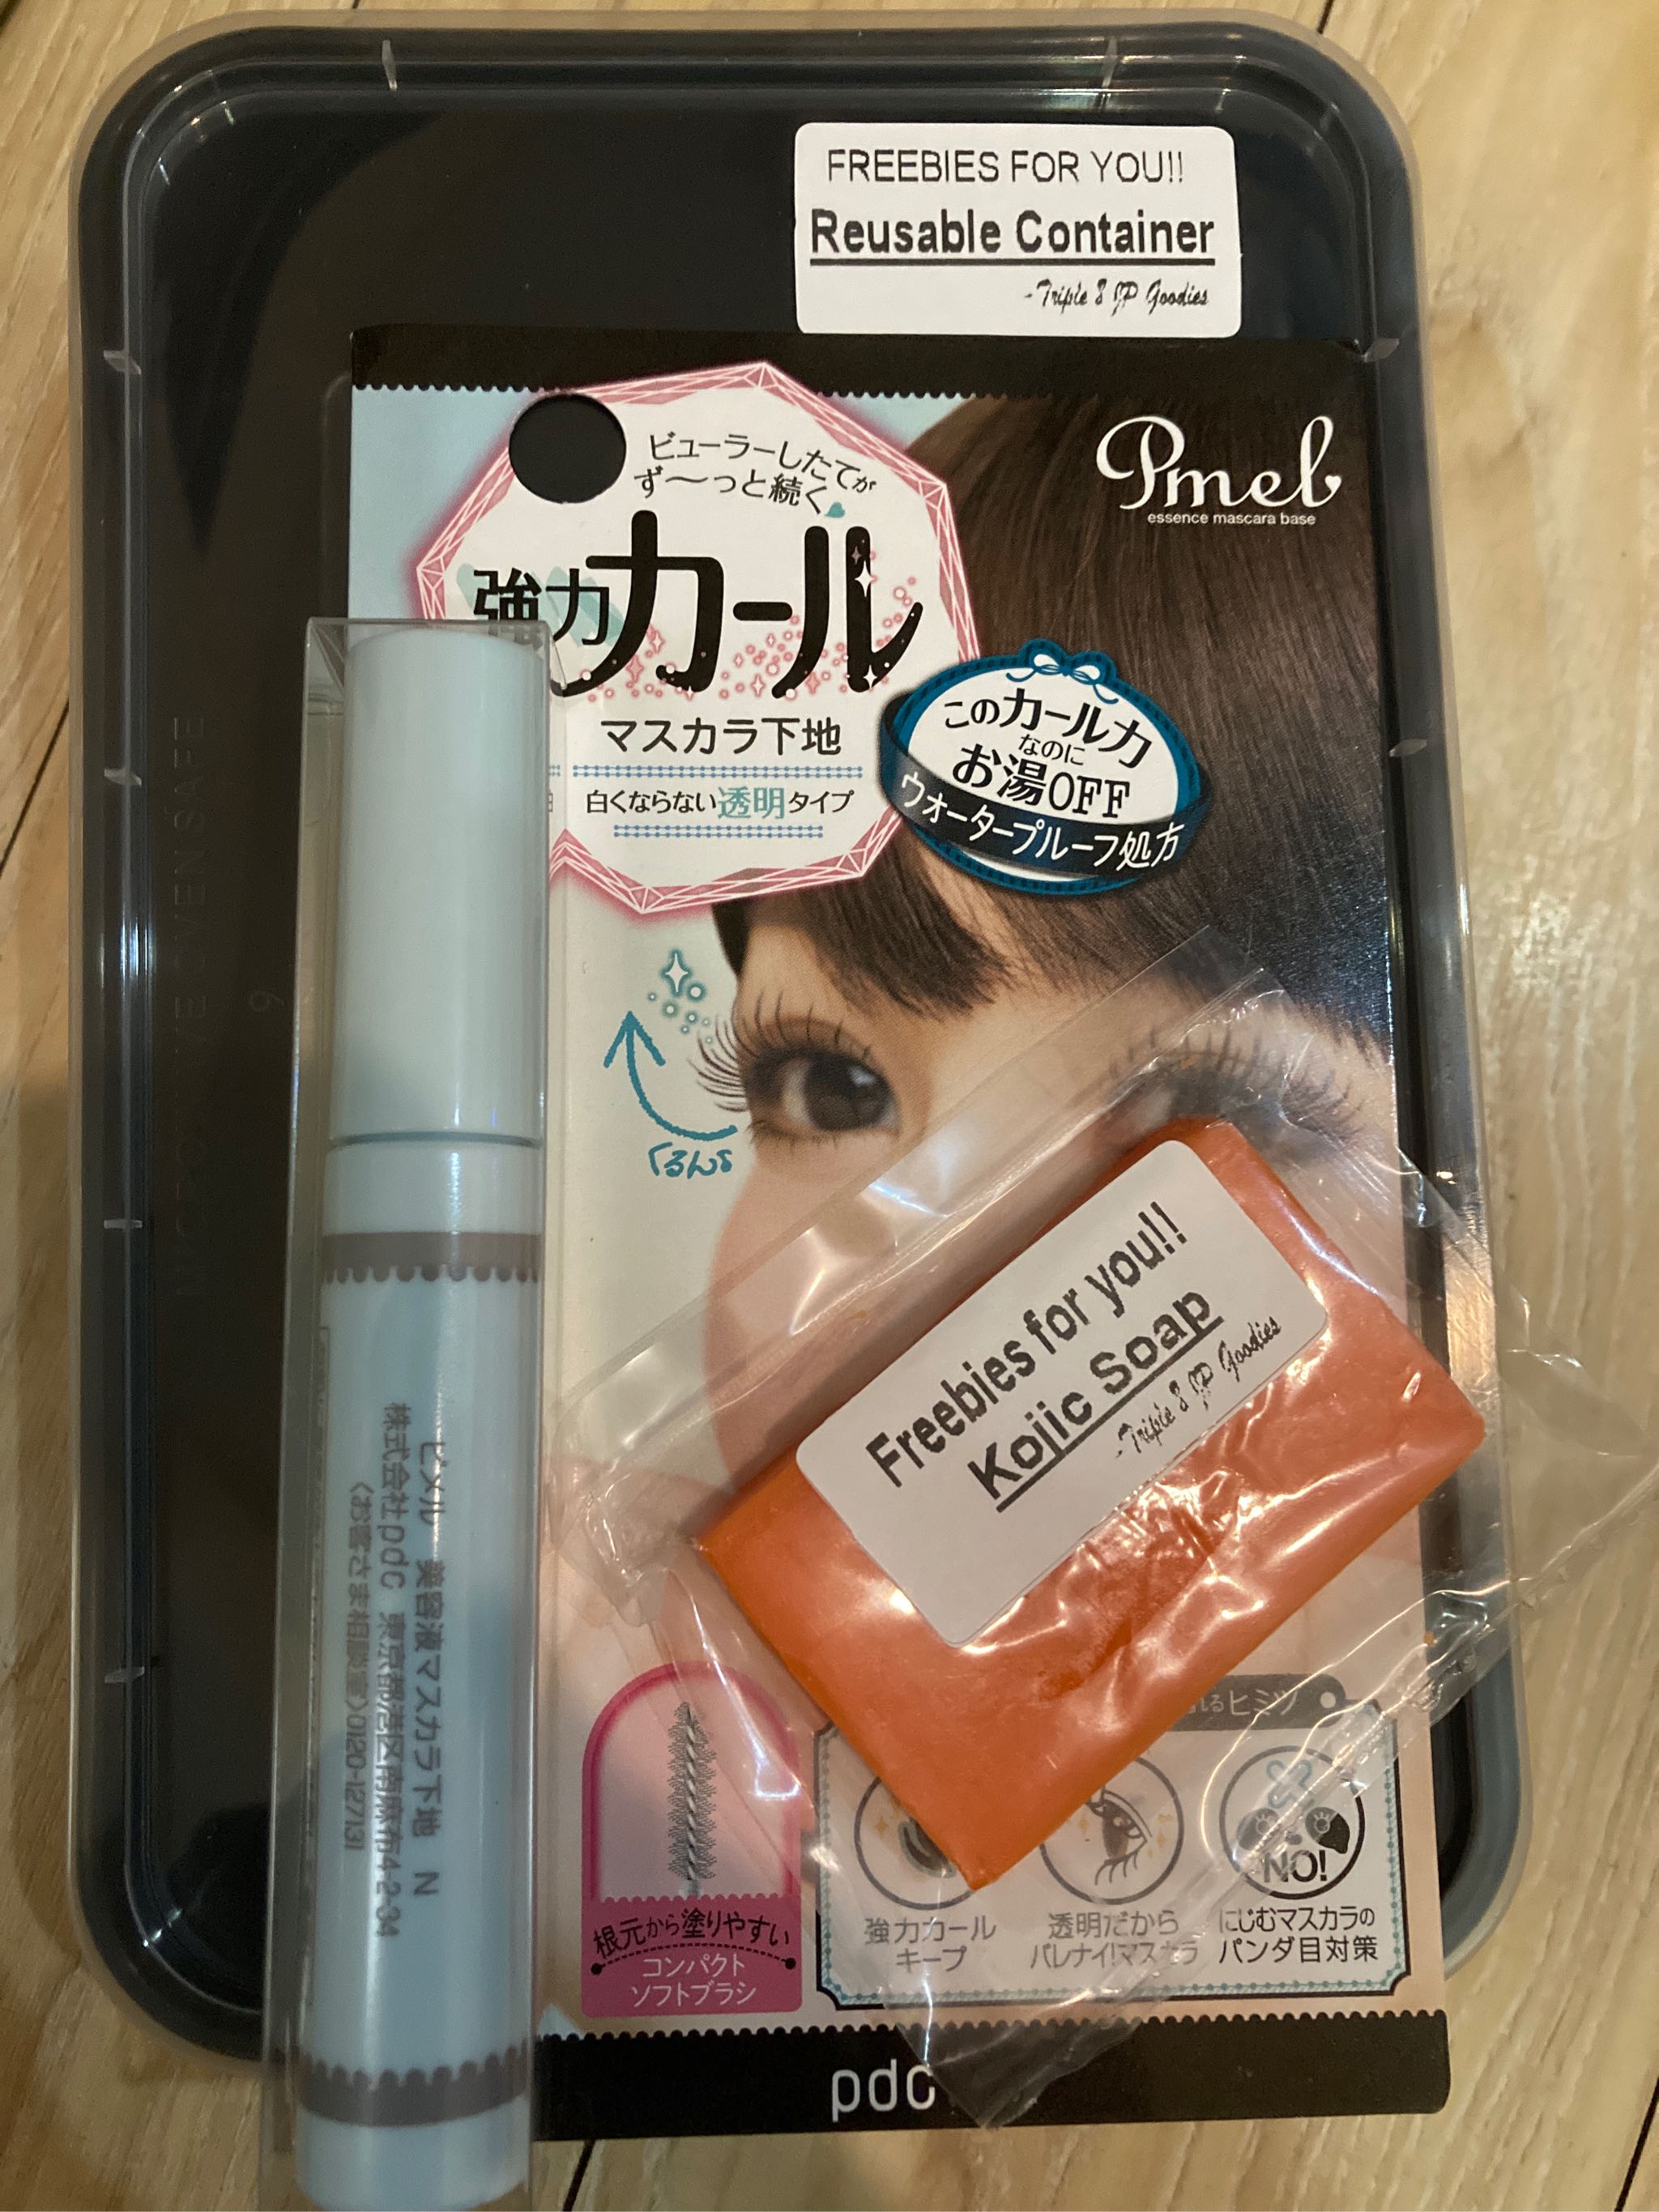 FREEBIES FOR YOU!!
Reusable Container
-Triple 8 JP Goodies
ビューラーしたてが
ず〜っと続く
強力カール
マスカラ下地
白くならない透明タイプ
Pmel
essence mascara base
このカール力
なのに
お湯OFF
ウォータープルーフ処方
くるんっ
MICROWAVE OVEN SAFE
6
Freebies for you!!
Kojic Soap
-Triple 8 JP Goodies
ピメル 美容液マスカラ下地 N
株式会社pdc 東京都港区南麻布4-2-34
〈お客さま相談室〉0120-127131
根元から塗りやすい
コンパクト
ソフトブラシ
れるヒミツ
強力カール
キープ
透明だから
バレナイ!マスカラ
NO!
にじむマスカラの
パンダ目対策
pdc